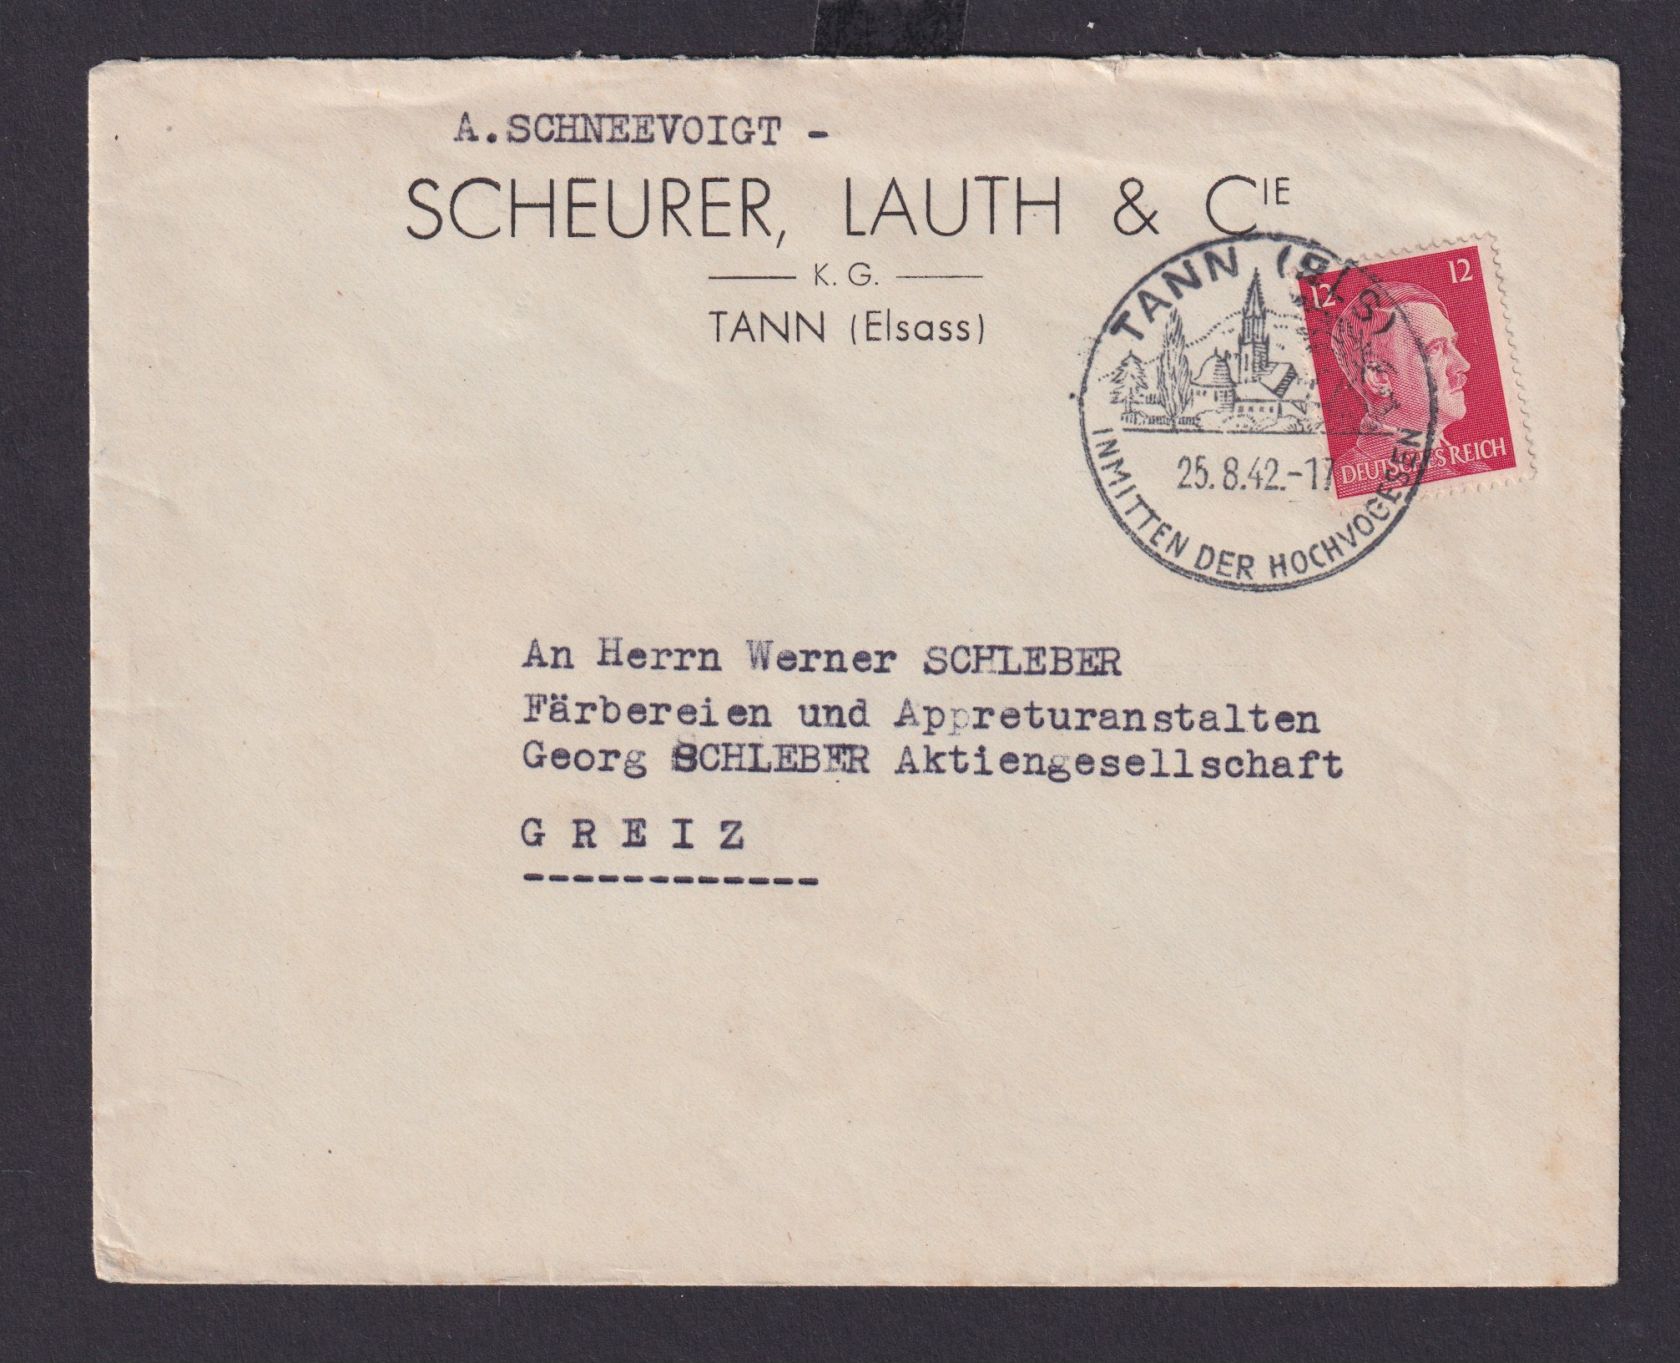 A.SCHNEEVOIGT -
SCHEURER, LAUTH & CIE
K. G.
TANN (Elsass)
TANN (ELS)
25.8.42.-17
INMITTEN DER HOCHVOGESEN
12 12
DEUTSCHES REICH
An Herrn Werner SCHLEBER
Färbereien und Appreturanstalten
Georg SCHLEBER Aktiengesellschaft
G R E I Z
------------